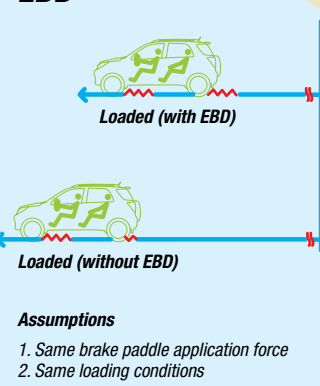 EBD
Loaded (with EBD)
Loaded (without EBD)
Assumptions
1. Same brake paddle application force
2. Same loading conditions